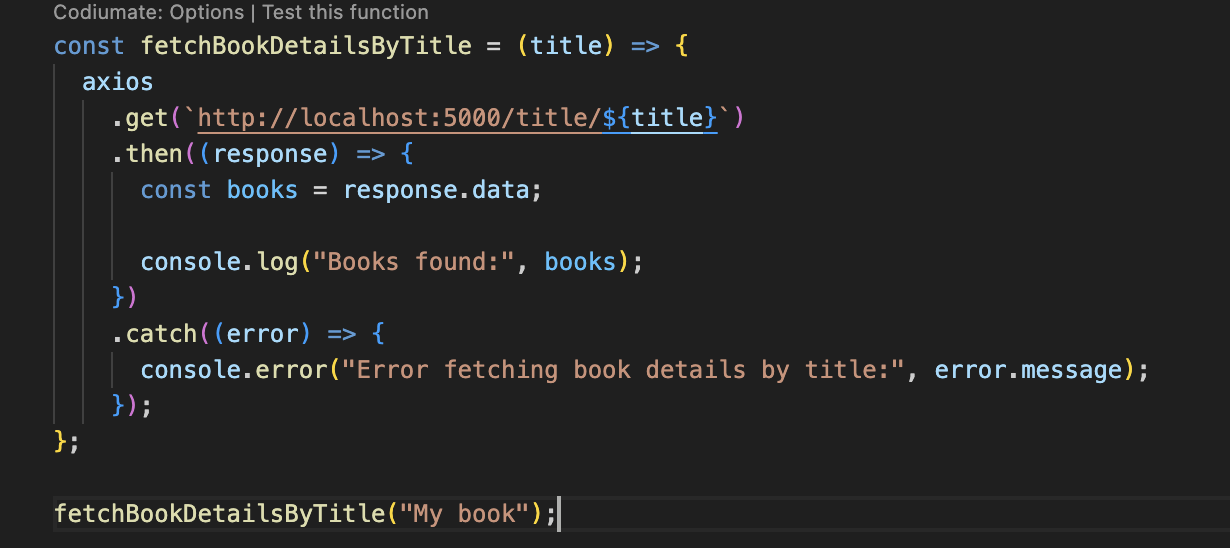 Codiumate: Options | Test this function
const fetchBookDetailsByTitle = (title) => {
  axios
    .get(`http://localhost:5000/title/${title}`)
    .then((response) => {
      const books = response.data;

      console.log("Books found:", books);
    })
    .catch((error) => {
      console.error("Error fetching book details by title:", error.message);
    });
};

fetchBookDetailsByTitle("My book");